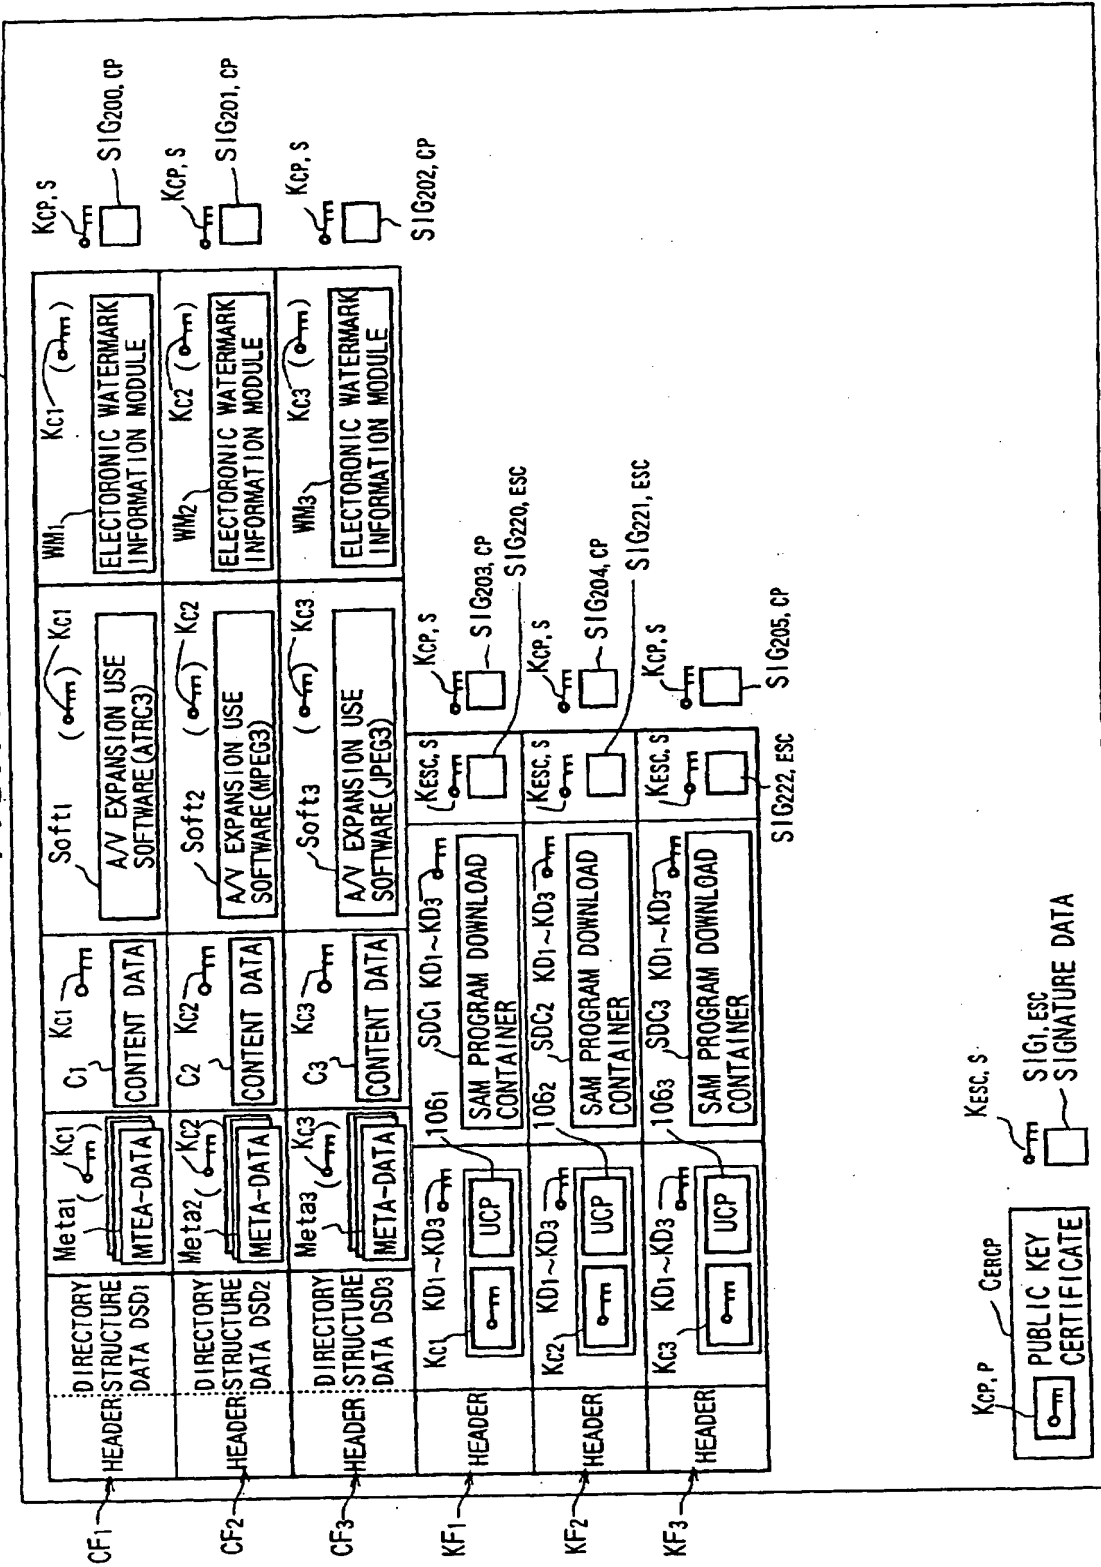 CF1
HEADER
DIRECTORY
STRUCTURE
DATA DSD1
Meta1
(
)
Kc1
MTEA-DATA
C1
Kc1
CONTENT DATA
Soft1
(
)
Kc1
A/V EXPANSION USE
SOFTWARE(ATRC3)
WM1
Kc1
(
)
ELECTORONIC WATERMARK
INFORMATION MODULE
KCP, S
SIG200, CP
CF2
HEADER
DIRECTORY
STRUCTURE
DATA DSD2
Meta2
(
)
Kc2
META-DATA
C2
Kc2
CONTENT DATA
Soft2
(
)
Kc2
A/V EXPANSION USE
SOFTWARE(MPEG3)
WM2
Kc2
(
)
ELECTORONIC WATERMARK
INFORMATION MODULE
KCP, S
SIG201, CP
CF3
HEADER
DIRECTORY
STRUCTURE
DATA DSD3
Meta3
(
)
Kc3
META-DATA
C3
Kc3
CONTENT DATA
Soft3
(
)
Kc3
A/V EXPANSION USE
SOFTWARE(JPEG3)
WM3
Kc3
(
)
ELECTORONIC WATERMARK
INFORMATION MODULE
KCP, S
SIG202, CP
KF1
HEADER
Kc1
KD1~KD3
UCP
1061
SDC1
KD1~KD3
SAM PROGRAM DOWNLOAD
CONTAINER
KESC, S
KCP, S
SIG203, CP
SIG220, ESC
KF2
HEADER
Kc2
KD1~KD3
UCP
1062
SDC2
KD1~KD3
SAM PROGRAM DOWNLOAD
CONTAINER
KESC, S
KCP, S
SIG204, CP
SIG221, ESC
KF3
HEADER
Kc3
KD1~KD3
UCP
1063
SDC3
KD1~KD3
SAM PROGRAM DOWNLOAD
CONTAINER
KESC, S
KCP, S
SIG205, CP
SIG222, ESC
KCP, P
CERCP
PUBLIC KEY
CERTIFICATE
KESC, S
SIG1, ESC
SIGNATURE DATA